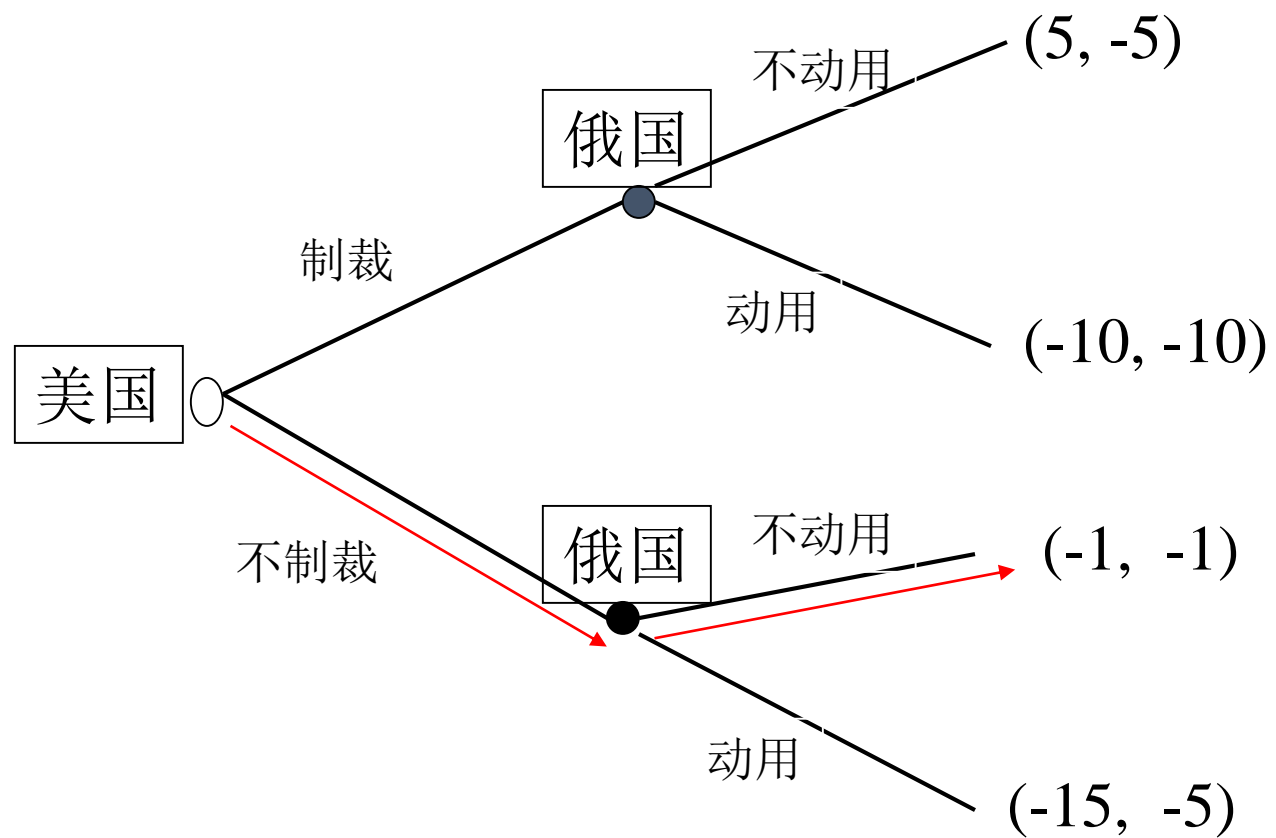 (5, -5)
不动用
俄国
制裁
动用
(-10, -10)
美国
俄国
不动用
(-1, -1)
不制裁
动用
(-15, -5)